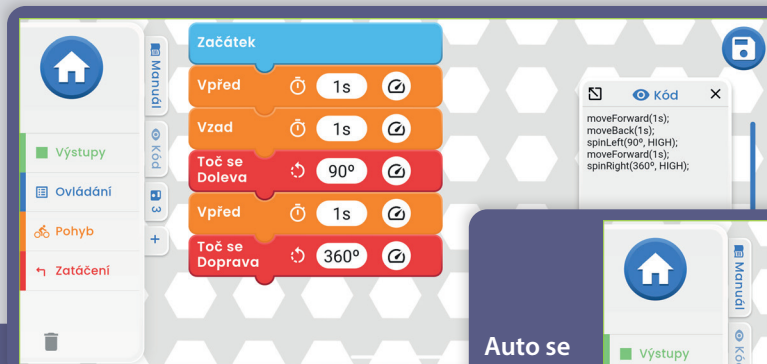 Výstupy
Ovládání
Pohyb
Zatáčení
Manuál
Kód
3
+
Začátek
Vpřed 1s
Vzad 1s
Toč se
Doleva 90º
Vpřed 1s
Toč se
Doprava 360º
Kód
moveForward(1s);
moveBack(1s);
spinLeft(90º, HIGH);
moveForward(1s);
spinRight(360º, HIGH);
Auto se
Výstupy
Manuál
Kód